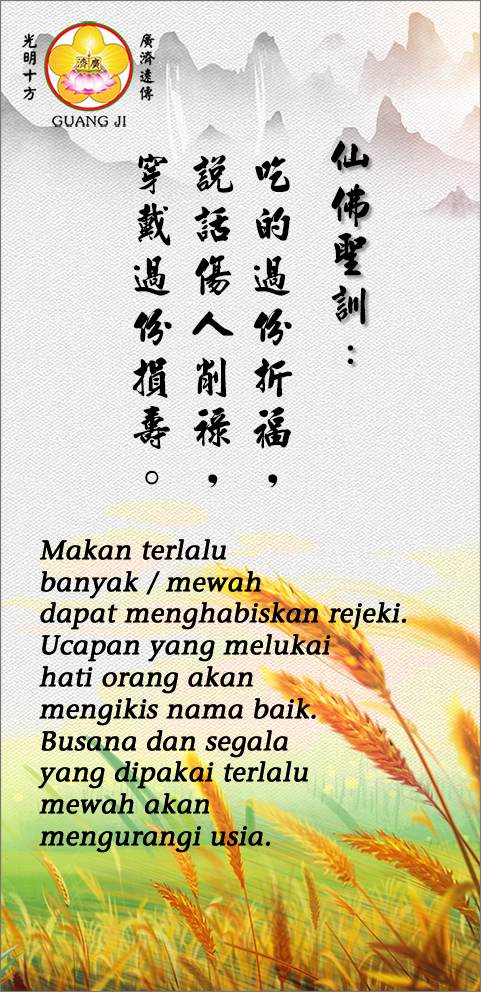 光明十方
濟廣
廣濟遠傳
GUANG JI
仙佛聖訓：
吃的過份折福，
說話傷人削祿，
穿戴過份損壽。
Makan terlalu
banyak / mewah
dapat menghabiskan rejeki.
Ucapan yang melukai
hati orang akan
mengikis nama baik.
Busana dan segala
yang dipakai terlalu
mewah akan
mengurangi usia.